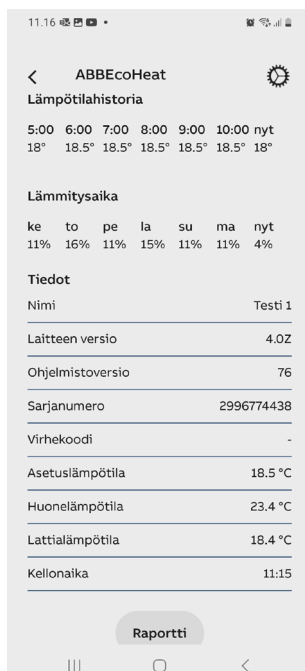 11.16
ABBEcoHeat
Lämpötilahistoria
5:00 6:00 7:00 8:00 9:00 10:00 nyt
18° 18.5° 18.5° 18.5° 18.5° 18.5° 18°
Lämmitysaika
ke to pe la su ma nyt
11% 16% 11% 15% 11% 11% 4%
Tiedot
Nimi Testi 1
Laitteen versio 4.0Z
Ohjelmistoversio 76
Sarjanumero 2996774438
Virhekoodi -
Asetuslämpötila 18.5 °C
Huonelämpötila 23.4 °C
Lattialämpötila 18.4 °C
Kellonaika 11:15
Raportti